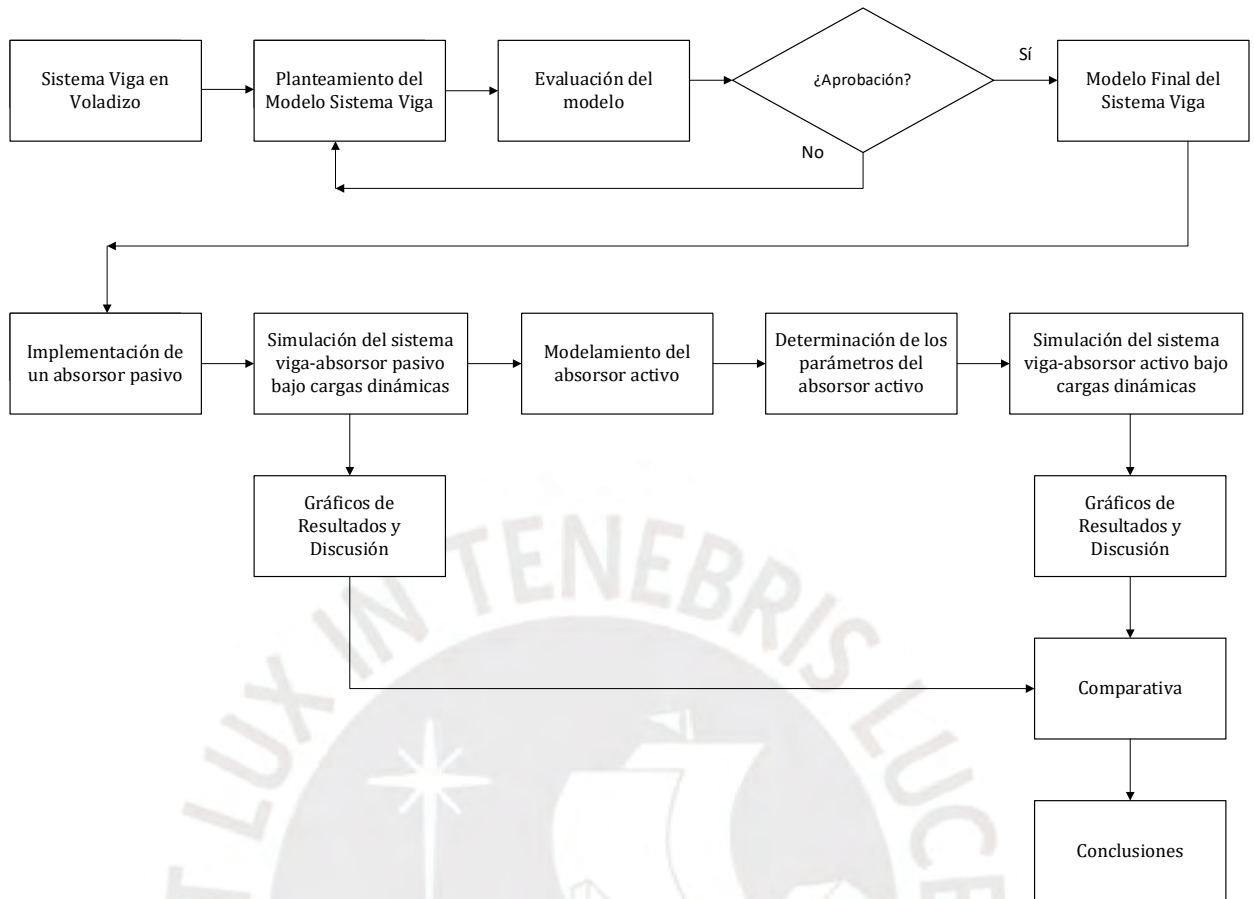 Sistema Viga en
Voladizo
Planteamiento del
Modelo Sistema Viga
Evaluación del
modelo
¿Aprobación?
Sí
No
Modelo Final del
Sistema Viga
Implementación de
un absorsor pasivo
Simulación del sistema
viga-absorsor pasivo
bajo cargas dinámicas
Modelamiento del
absorsor activo
Determinación de los
parámetros del
absorsor activo
Simulación del sistema
viga-absorsor activo bajo
cargas dinámicas
Gráficos de
Resultados y
Discusión
Gráficos de
Resultados y
Discusión
Comparativa
Conclusiones
LUX IN TENEBRIS LUCE